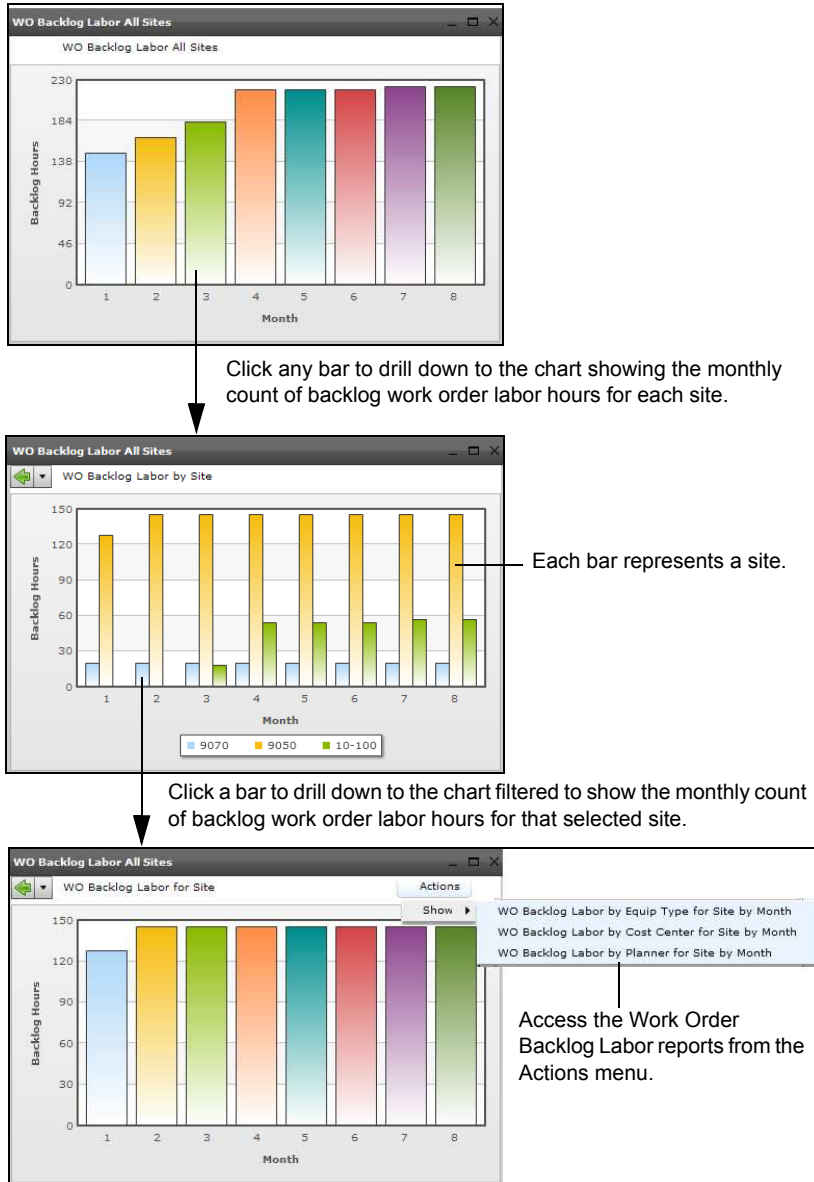 WO Backlog Labor All Sites
WO Backlog Labor All Sites
230
184
138
92
46
0
Backlog Hours
1 2 3 4 5 6 7 8
Month
Click any bar to drill down to the chart showing the monthly
count of backlog work order labor hours for each site.
WO Backlog Labor All Sites
WO Backlog Labor by Site
150
120
90
60
30
0
Backlog Hours
1 2 3 4 5 6 7 8
Month
9070 9050 10-100
Each bar represents a site.
Click a bar to drill down to the chart filtered to show the monthly count
of backlog work order labor hours for that selected site.
WO Backlog Labor All Sites
WO Backlog Labor for Site
Actions
Show
WO Backlog Labor by Equip Type for Site by Month
WO Backlog Labor by Cost Center for Site by Month
WO Backlog Labor by Planner for Site by Month
150
120
90
60
30
0
Backlog Hours
1 2 3 4 5 6 7 8
Month
Access the Work Order
Backlog Labor reports from the
Actions menu.